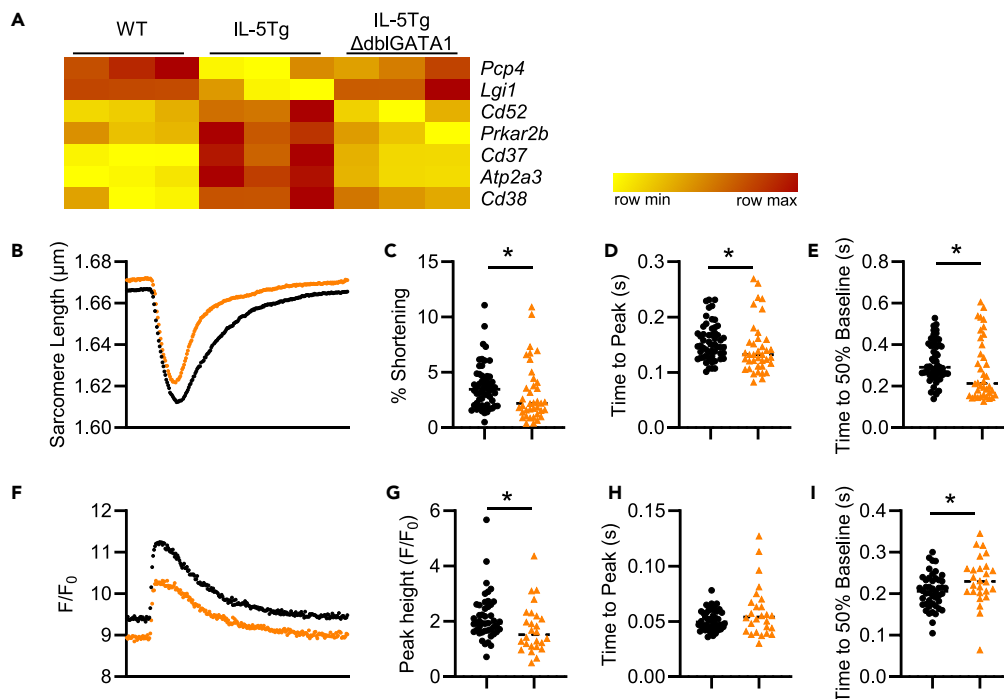 A
WT
IL-5Tg
IL-5Tg
ΔdblGATA1
Pcp4
Lgi1
Cd52
Prkar2b
Cd37
Atp2a3
Cd38
row min
row max
B
Sarcomere Length (µm)
1.68
1.66
1.64
1.62
1.60
C
% Shortening
15
10
5
0
*
D
Time to Peak (s)
0.3
0.2
0.1
0.0
*
E
Time to 50% Baseline (s)
0.8
0.6
0.4
0.2
0.0
*
F
F/F0
12
11
10
9
8
G
Peak height (F/F0)
6
4
2
0
*
H
Time to Peak (s)
0.15
0.10
0.05
0.00
I
Time to 50% Baseline (s)
0.4
0.3
0.2
0.1
0.0
*